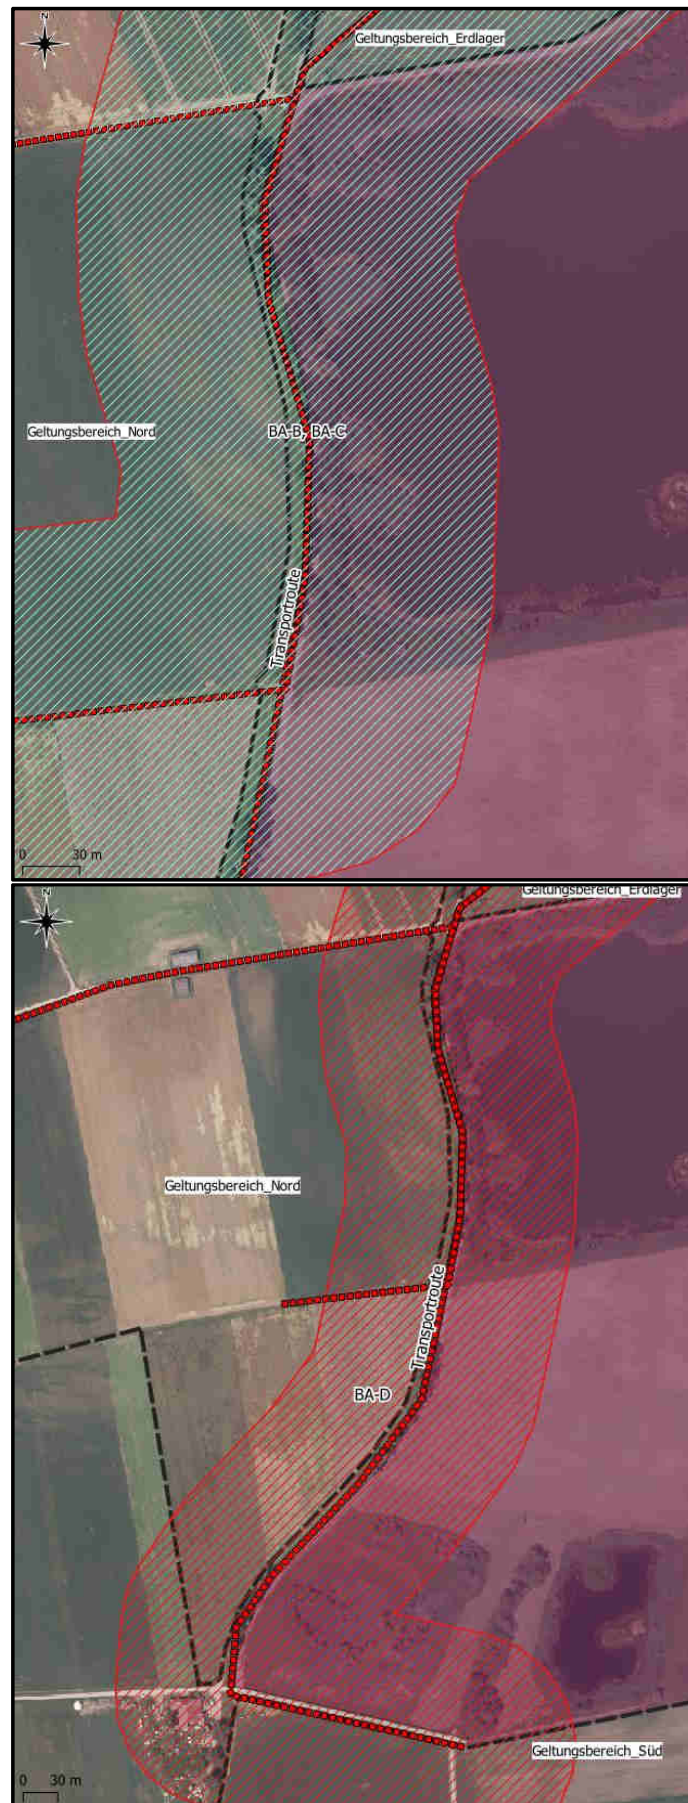 N
Geltungsbereich_Erdlager
Geltungsbereich_Nord
BA-B, BA-C
Transportroute
0 30 m
N
Geltungsbereich_Erdlager
Geltungsbereich_Nord
Transportroute
BA-D
Geltungsbereich_Süd
0 30 m